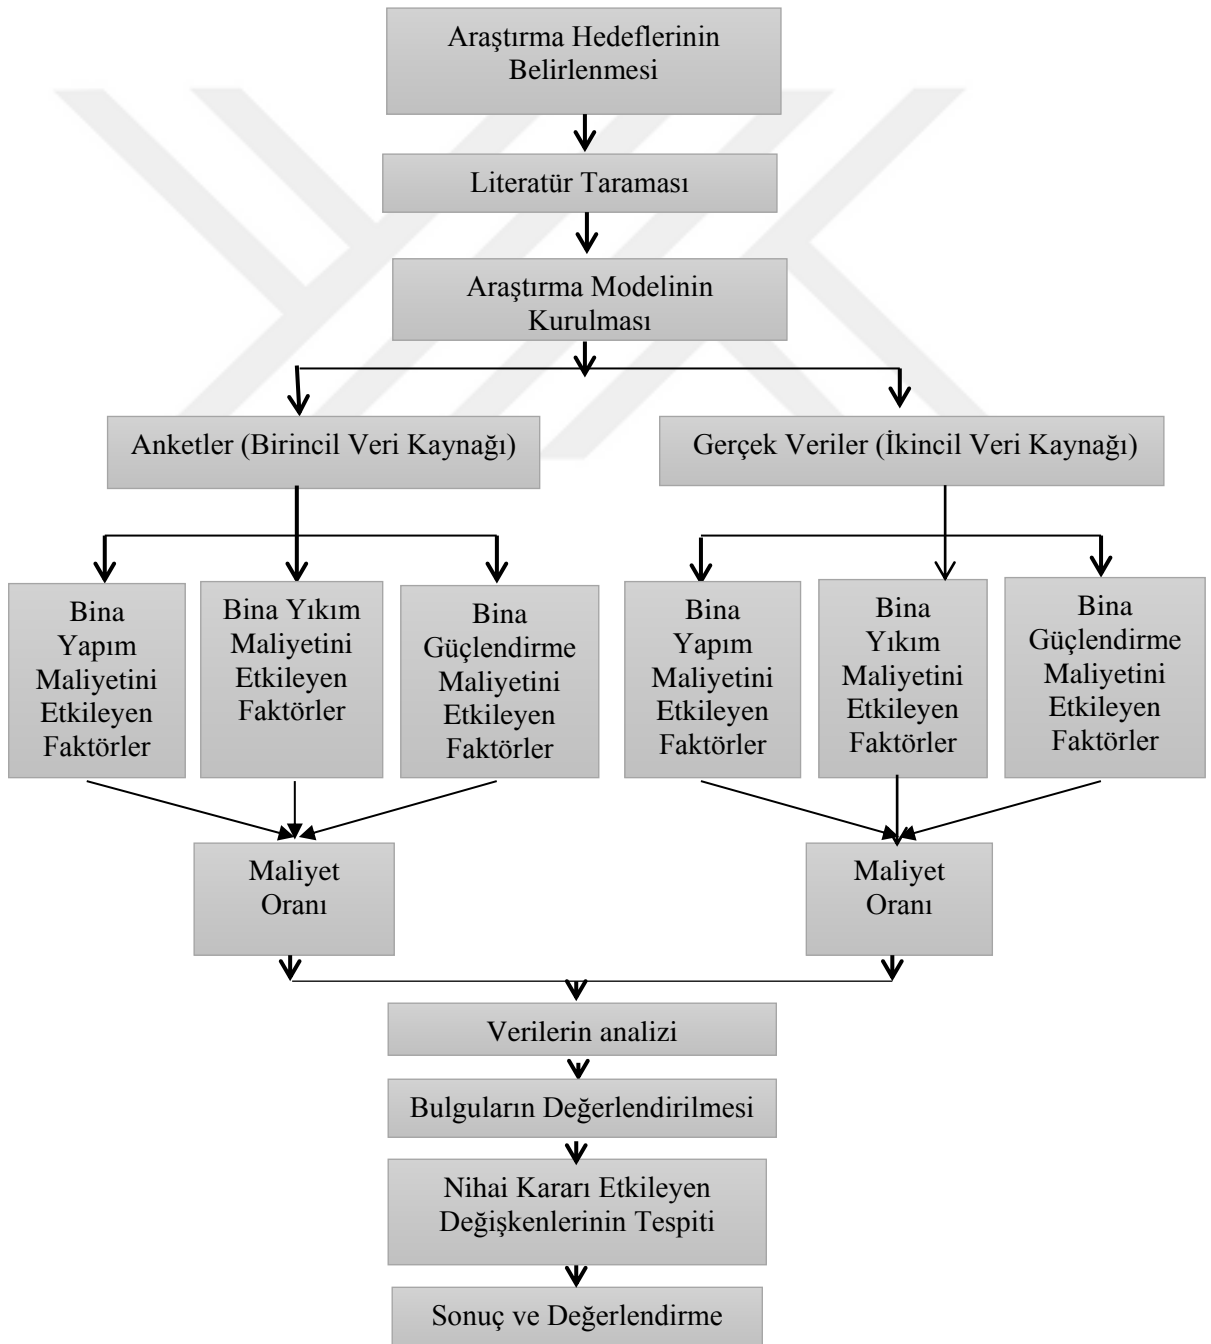 Araştırma Hedeflerinin
Belirlenmesi
Literatür Taraması
Araştırma Modelinin
Kurulması
Anketler (Birincil Veri Kaynağı)
Gerçek Veriler (İkincil Veri Kaynağı)
Bina
Yapım
Maliyetini
Etkileyen
Faktörler
Bina Yıkım
Maliyetini
Etkileyen
Faktörler
Bina
Güçlendirme
Maliyetini
Etkileyen
Faktörler
Bina
Yapım
Maliyetini
Etkileyen
Faktörler
Bina
Yıkım
Maliyetini
Etkileyen
Faktörler
Bina
Güçlendirme
Maliyetini
Etkileyen
Faktörler
Maliyet
Oranı
Maliyet
Oranı
Verilerin analizi
Bulguların Değerlendirilmesi
Nihai Kararı Etkileyen
Değişkenlerinin Tespiti
Sonuç ve Değerlendirme